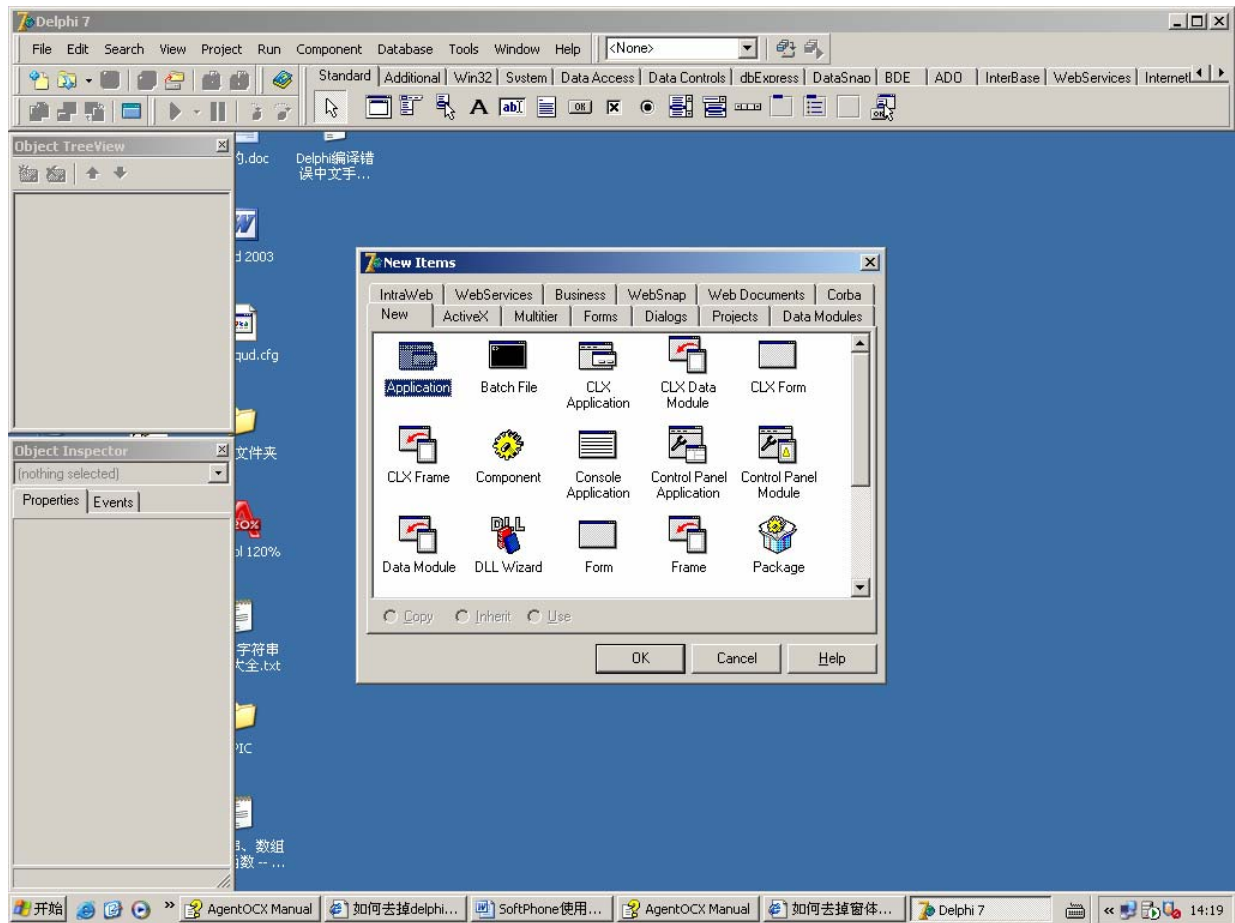 Delphi 7
File Edit Search View Project Run Component Database Tools Window Help <None>
Standard Additional Win32 System Data Access Data Controls dbExpress DataSnap BDE ADO InterBase WebServices
Object TreeView
.doc
Delphi编译错
误中文手...
2003
qud.cfg
文件夹
120%
字符串
大全.txt
PIC
、数组
数 -- ...
Object Inspector
(nothing selected)
Properties Events
New Items
IntraWeb WebServices Business WebSnap Web Documents Corba
New ActiveX Multitier Forms Dialogs Projects Data Modules
Application Batch File CLX Application CLX Data Module CLX Form
CLX Frame Component Console Application Control Panel Application Control Panel Module
Data Module DLL Wizard Form Frame Package
Copy Inherit Use
OK Cancel Help
开始 AgentOCX Manual 如何去掉delphi... SoftPhone使用... AgentOCX Manual 如何去掉窗体... Delphi 7 14:19